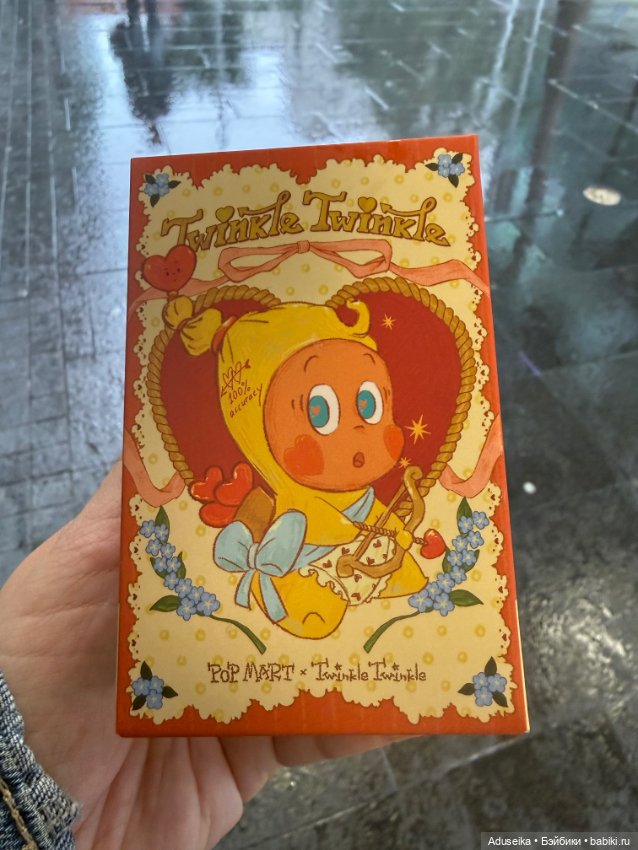 Twinkle Twinkle
100%
accuracy
POP MART × Twinkle Twinkle
Aduseika • Бэйбики • babiki.ru